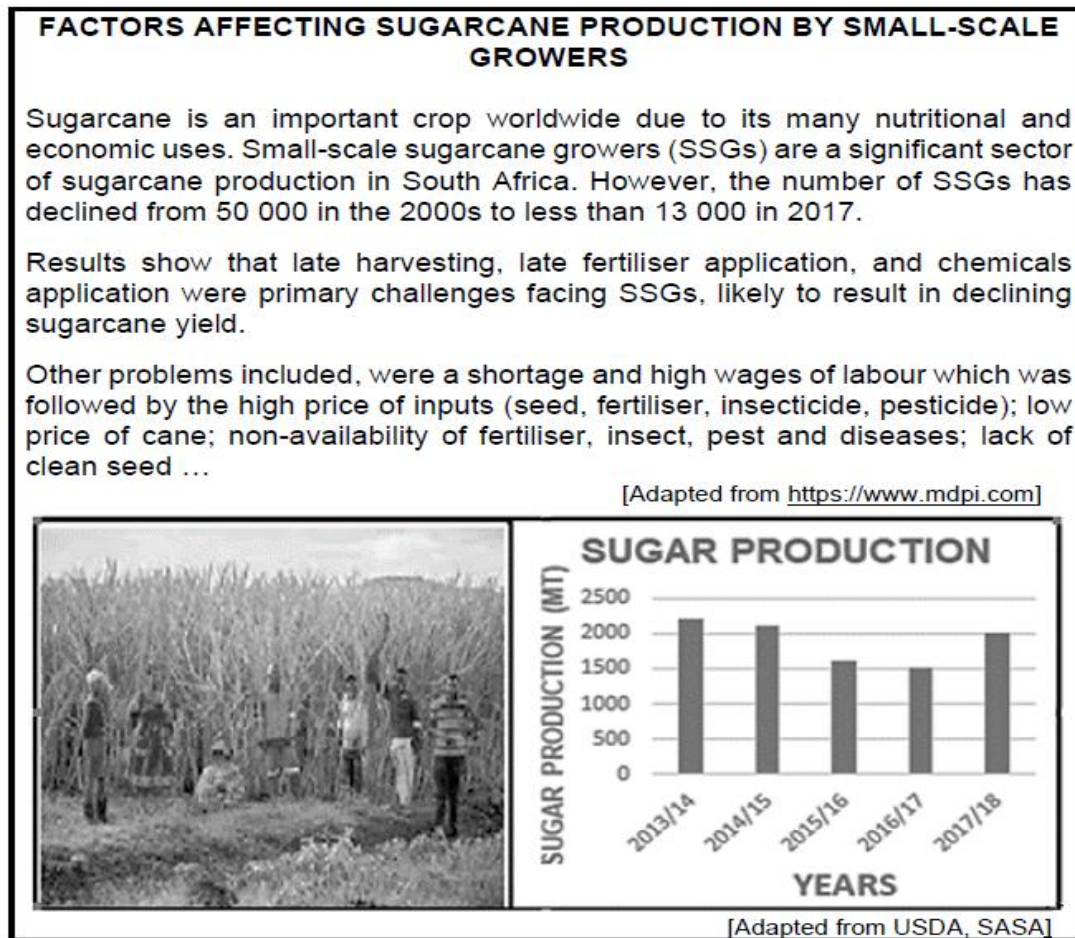 FACTORS AFFECTING SUGARCANE PRODUCTION BY SMALL-SCALE
GROWERS
Sugarcane is an important crop worldwide due to its many nutritional and
economic uses. Small-scale sugarcane growers (SSGs) are a significant sector
of sugarcane production in South Africa. However, the number of SSGs has
declined from 50 000 in the 2000s to less than 13 000 in 2017.
Results show that late harvesting, late fertiliser application, and chemicals
application were primary challenges facing SSGs, likely to result in declining
sugarcane yield.
Other problems included, were a shortage and high wages of labour which was
followed by the high price of inputs (seed, fertiliser, insecticide, pesticide); low
price of cane; non-availability of fertiliser, insect, pest and diseases; lack of
clean seed ...
[Adapted from https://www.mdpi.com]
SUGAR PRODUCTION
SUGAR PRODUCTION (MT)
2500
2000
1500
1000
500
0
2013/14
2014/15
2015/16
2016/17
2017/18
YEARS
[Adapted from USDA, SASA]